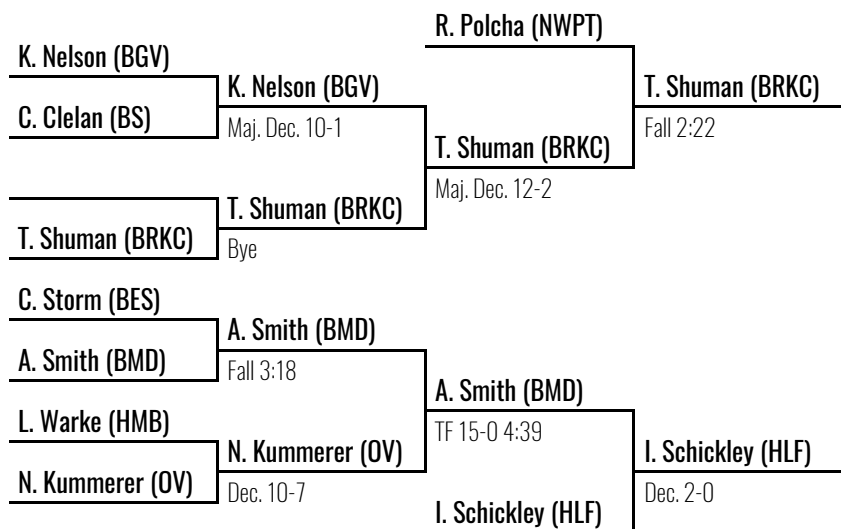 R. Polcha (NWPT)
K. Nelson (BGV)
K. Nelson (BGV)
T. Shuman (BRKC)
C. Clelan (BS)
Maj. Dec. 10-1
Fall 2:22
T. Shuman (BRKC)
Maj. Dec. 12-2
T. Shuman (BRKC)
T. Shuman (BRKC)
Bye
C. Storm (BES)
A. Smith (BMD)
A. Smith (BMD)
Fall 3:18
A. Smith (BMD)
L. Warke (HMB)
TF 15-0 4:39
N. Kummerer (OV)
I. Schickley (HLF)
N. Kummerer (OV)
Dec. 10-7
Dec. 2-0
I. Schickley (HLF)